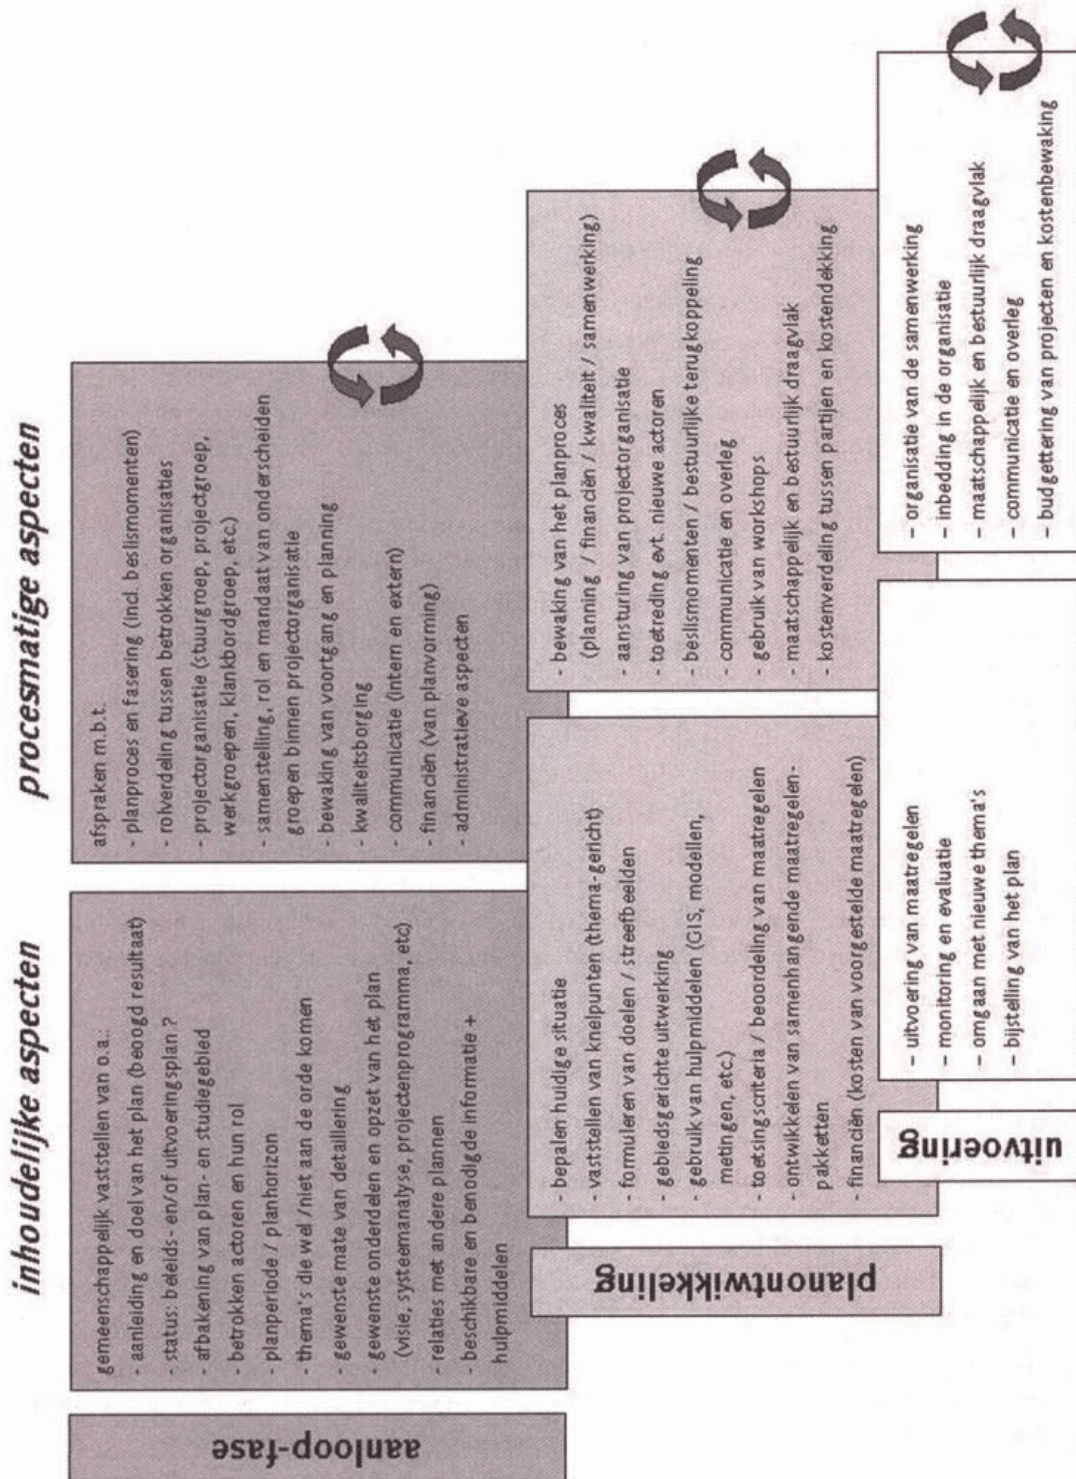 inhoudelijke aspecten
procesmatige aspecten
aanloop-fase
gemeenschappelijk vaststellen van o.a.:
- aanleiding en doel van het plan (beoogd resultaat)
- status: beleids- en/of uitvoeringsplan ?
- afbakening van plan- en studiegebied
- betrokken actoren en hun rol
- planperiode / planhorizon
- thema's die wel /niet aan de orde komen
- gewenste mate van detaillering
- gewenste onderdelen en opzet van het plan
(visie, systeemanalyse, projectenprogramma, etc)
- relaties met andere plannen
- beschikbare en benodigde informatie +
hulpmiddelen
afspraken m.b.t.
- planproces en fasering (incl. beslismomenten)
- rolverdeling tussen betrokken organisaties
- projectorganisatie (stuurgroep, projectgroep,
werkgroepen, klankbordgroep, etc.)
- samenstelling, rol en mandaat van onderscheiden
groepen binnen projectorganisatie
- bewaking van voortgang en planning
- kwaliteitsborging
- communicatie (intern en extern)
- financiën (van planvorming)
- administratieve aspecten
planontwikkeling
- bepalen huidige situatie
- vaststellen van knelpunten (thema-gericht)
- formuleren van doelen / streefbeelden
- gebiedsgerichte uitwerking
- gebruik van hulpmiddelen (GIS, modellen,
metingen, etc.)
- toetsingscriteria / beoordeling van maatregelen
- ontwikkelen van samenhangende maatregelen-
pakketten
- financiën (kosten van voorgestelde maatregelen)
- bewaking van het planproces
(planning / financiën / kwaliteit / samenwerking)
- aansturing van projectorganisatie
- toetreding evt. nieuwe actoren
- beslismomenten / bestuurlijke terugkoppeling
- communicatie en overleg
- gebruik van workshops
- maatschappelijk en bestuurlijk draagvlak
- kostenverdeling tussen partijen en kostendekking
uitvoering
– uitvoering van maatregelen
– monitoring en evaluatie
– omgaan met nieuwe thema's
– bijstelling van het plan
– organisatie van de samenwerking
– inbedding in de organisatie
– maatschappelijk en bestuurlijk draagvlak
– communicatie en overleg
– budgettering van projecten en kostenbewaking